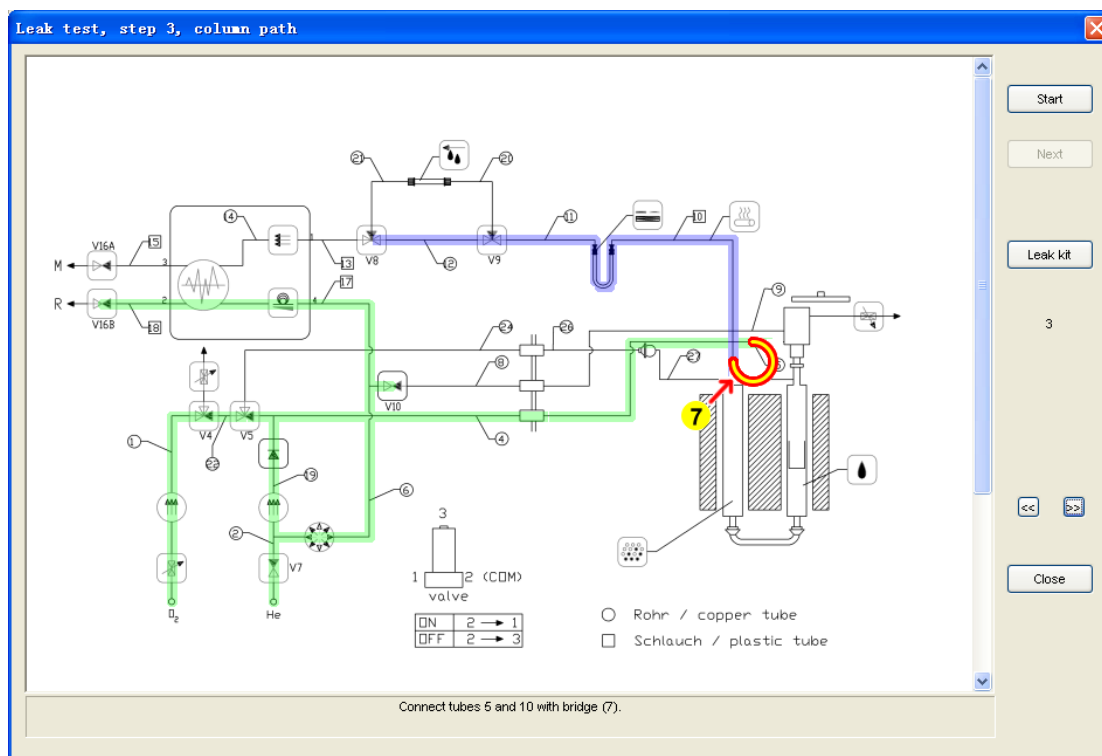 Leak test, step 3, column path
Start
Next
Leak kit
3
<<
>>
Close
21
20
14
11
10
15
V16A
M
3
1
13
V8
12
V9
R
V16B
2
4
17
18
9
24
26
27
8
V10
5
7
1
V4
V5
22
4
19
6
2
V7
O2
He
3
1
2 (COM)
valve
ON 2 → 1
OFF 2 → 3
Rohr / copper tube
Schlauch / plastic tube
Connect tubes 5 and 10 with bridge (7).